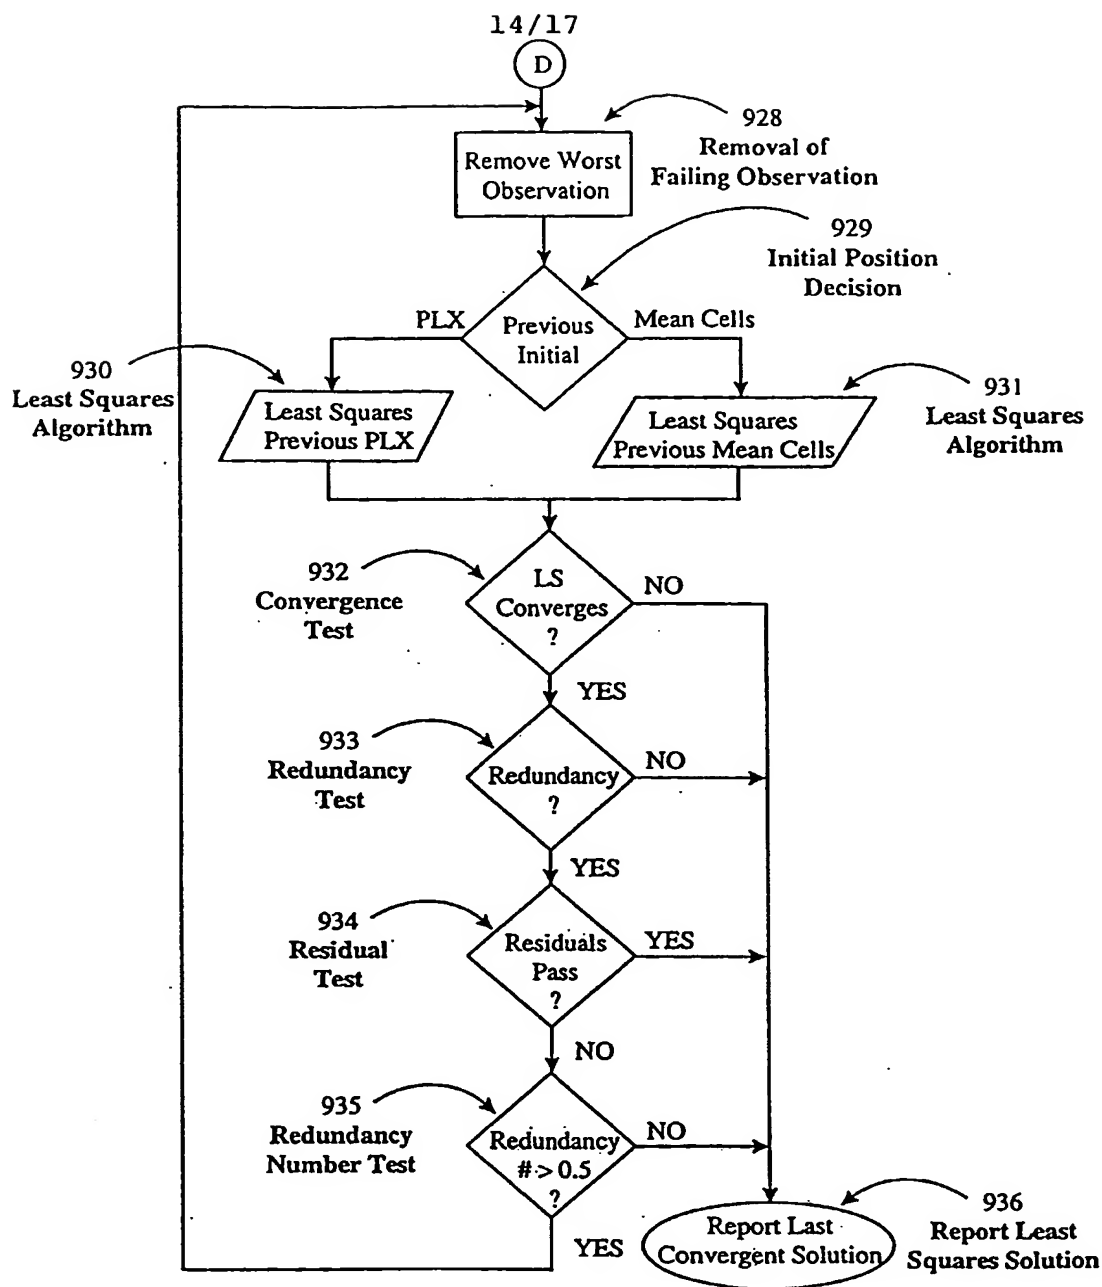 14/17
D
928
Removal of
Failing Observation
Remove Worst
Observation
929
Initial Position
Decision
PLX
Previous
Initial
Mean Cells
930
Least Squares
Algorithm
Least Squares
Previous PLX
Least Squares
Previous Mean Cells
931
Least Squares
Algorithm
932
Convergence
Test
LS
Converges
?
NO
YES
933
Redundancy
Test
Redundancy
?
NO
YES
934
Residual
Test
Residuals
Pass
?
YES
NO
935
Redundancy
Number Test
Redundancy
# > 0.5
?
NO
YES
Report Last
Convergent Solution
936
Report Least
Squares Solution